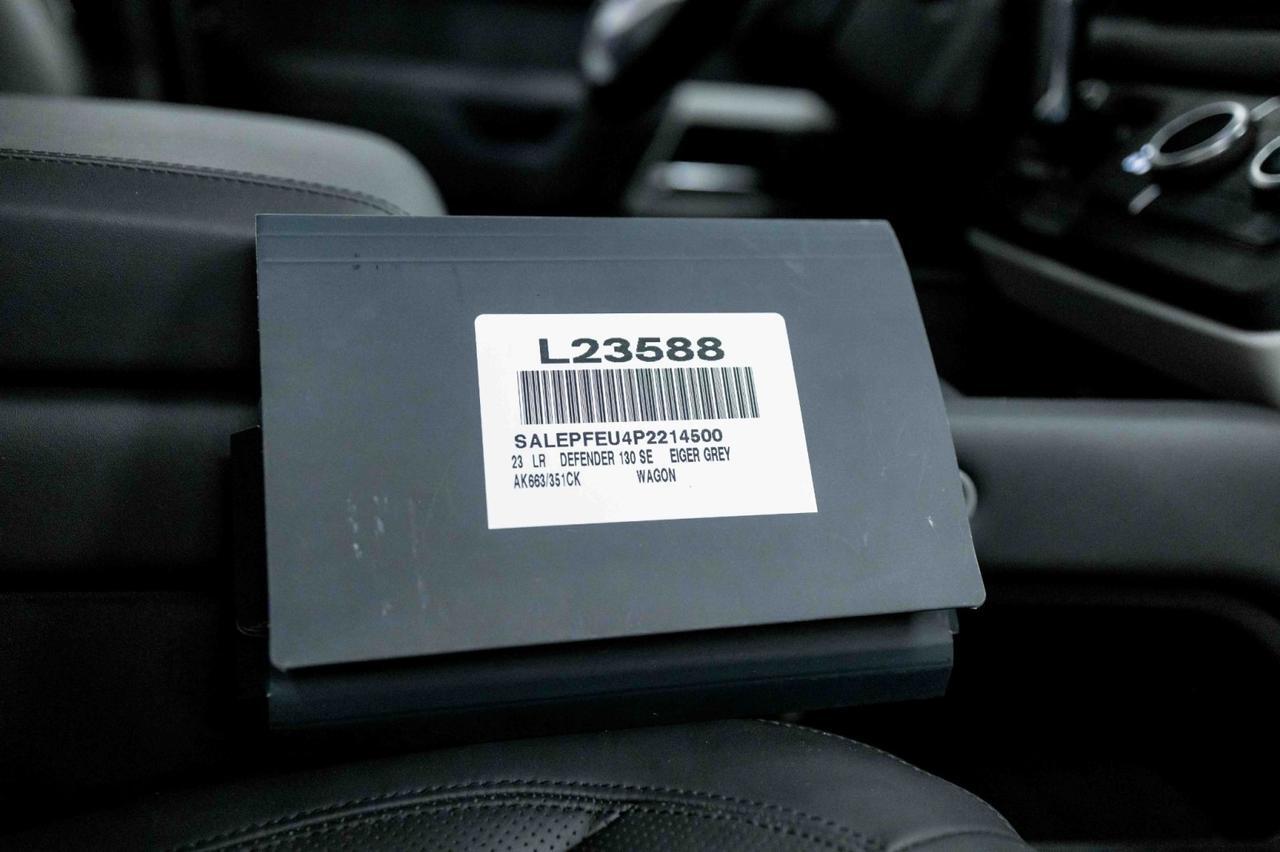 L23588
SALEPFEU4P2214500
23 LR DEFENDER 130 SE EIGER GREY
AK663/351CK WAGON